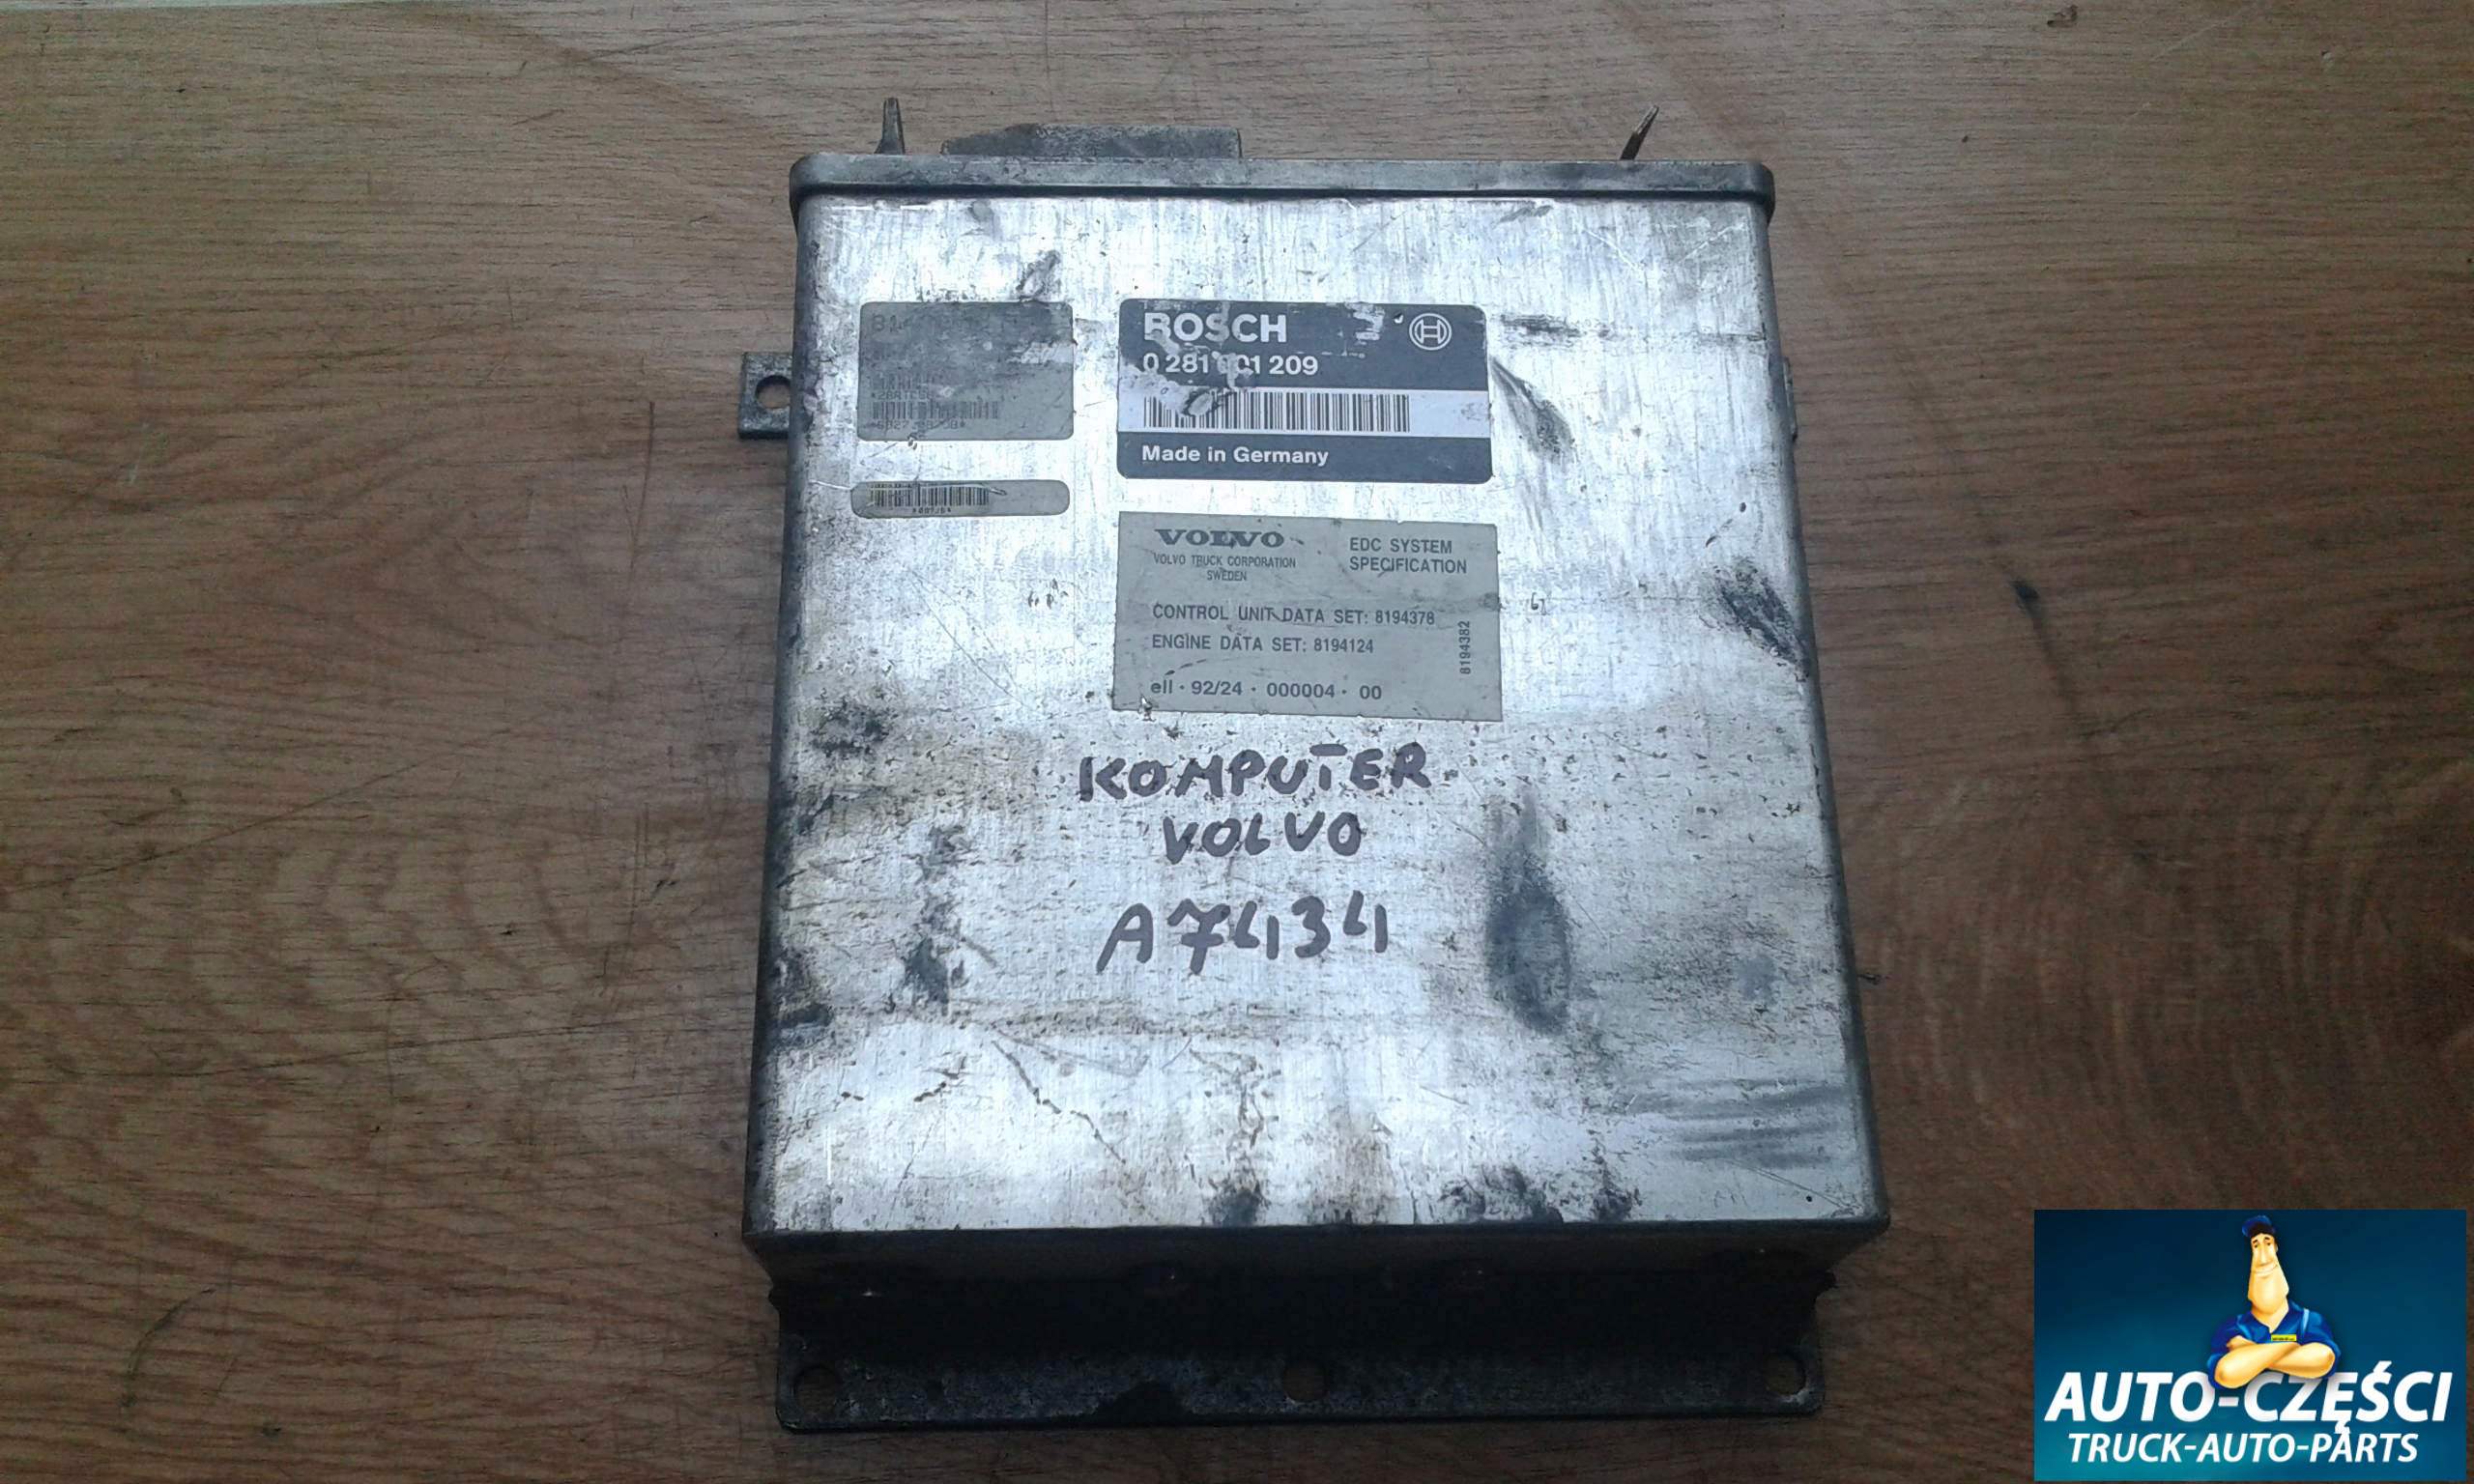 BOSCH
0 281 001 209
Made in Germany
VOLVO
VOLVO TRUCK CORPORATION
SWEDEN
EDC SYSTEM
SPECIFICATION
CONTROL UNIT DATA SET: 8194378
ENGINE DATA SET: 8194124
8194382
ell · 92/24 · 000004 · 00
KOMPUTER
VOLVO
A7434
AUTO-CZĘŚCI
TRUCK-AUTO-PARTS